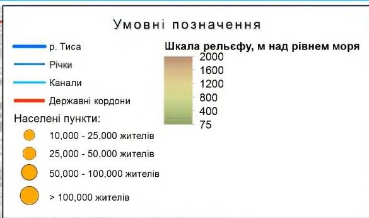 Умовні позначення
р. Тиса
Річки
Канали
Державні кордони
Населені пункти:
10,000 - 25,000 жителів
25,000 - 50,000 жителів
50,000 - 100,000 жителів
> 100,000 жителів
Шкала рельєфу, м над рівнем моря
2000
1600
1200
800
400
75